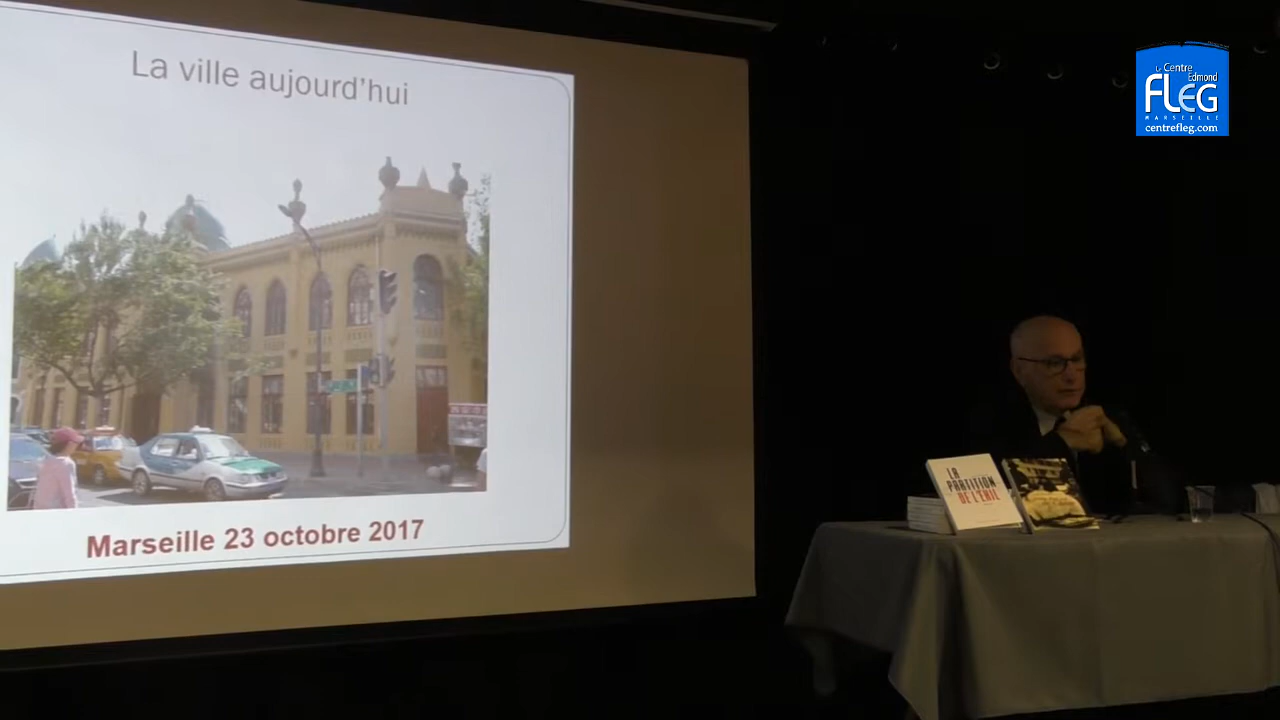 La ville aujourd'hui
Marseille 23 octobre 2017
Le Centre
Edmond
FLEG
MARSEILLE
centrefleg.com
LA
PARTITION
DE L'EXIL